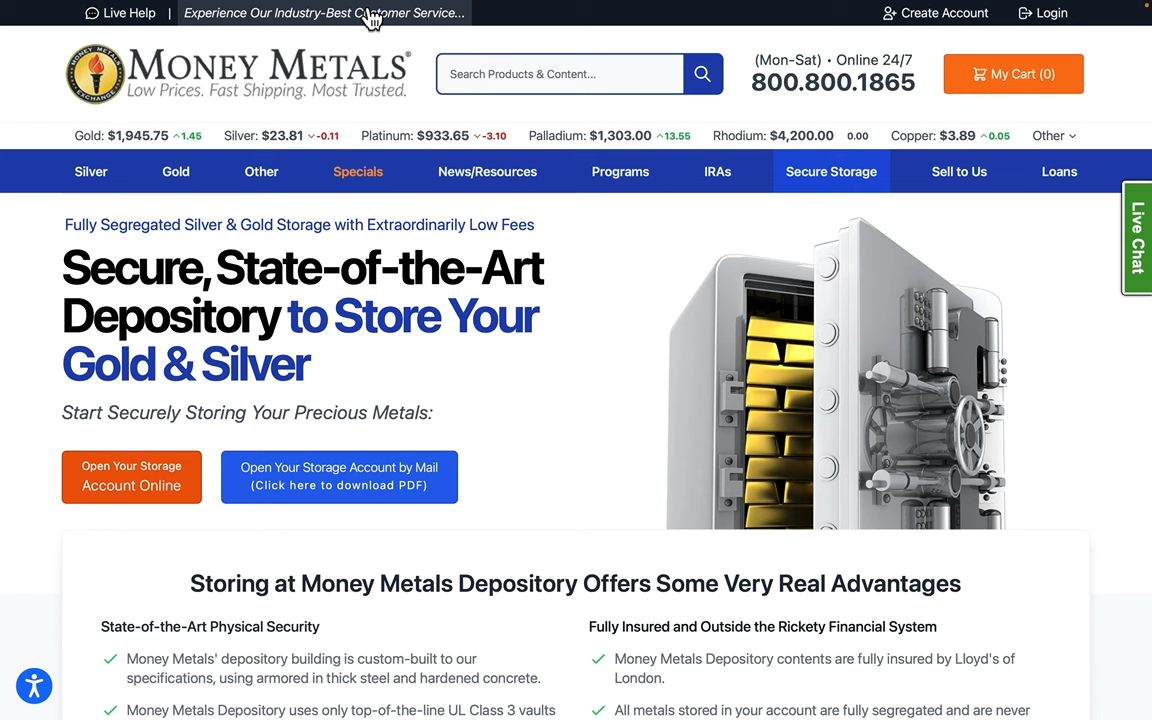 Live Help | Experience Our Industry-Best Customer Service...
Create Account Login
MONEY METALS®
Low Prices. Fast Shipping. Most Trusted.
MONEY METALS
EXCHANGE
Search Products & Content...
(Mon-Sat) • Online 24/7
800.800.1865
My Cart (0)
Gold: $1,945.75 1.45 Silver: $23.81 -0.11 Platinum: $933.65 -3.10 Palladium: $1,303.00 13.55 Rhodium: $4,200.00 0.00 Copper: $3.89 0.05 Other
Silver Gold Other Specials News/Resources Programs IRAs Secure Storage Sell to Us Loans
Live Chat
Fully Segregated Silver & Gold Storage with Extraordinarily Low Fees
Secure, State-of-the-Art
Depository to Store Your
Gold & Silver
Start Securely Storing Your Precious Metals:
Open Your Storage
Account Online
Open Your Storage Account by Mail
(Click here to download PDF)
Storing at Money Metals Depository Offers Some Very Real Advantages
State-of-the-Art Physical Security
Money Metals' depository building is custom-built to our
specifications, using armored in thick steel and hardened concrete.
Money Metals Depository uses only top-of-the-line UL Class 3 vaults
Fully Insured and Outside the Rickety Financial System
Money Metals Depository contents are fully insured by Lloyd's of
London.
All metals stored in your account are fully segregated and are never